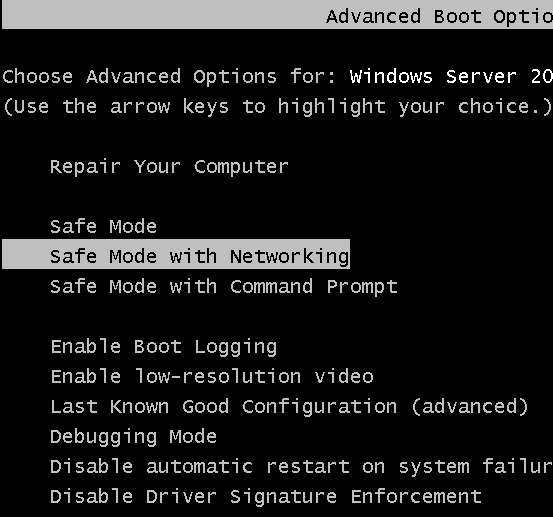 Advanced Boot Optio
Choose Advanced Options for: Windows Server 20
(Use the arrow keys to highlight your choice.)
Repair Your Computer
Safe Mode
Safe Mode with Networking
Safe Mode with Command Prompt
Enable Boot Logging
Enable low-resolution video
Last Known Good Configuration (advanced)
Debugging Mode
Disable automatic restart on system failur
Disable Driver Signature Enforcement